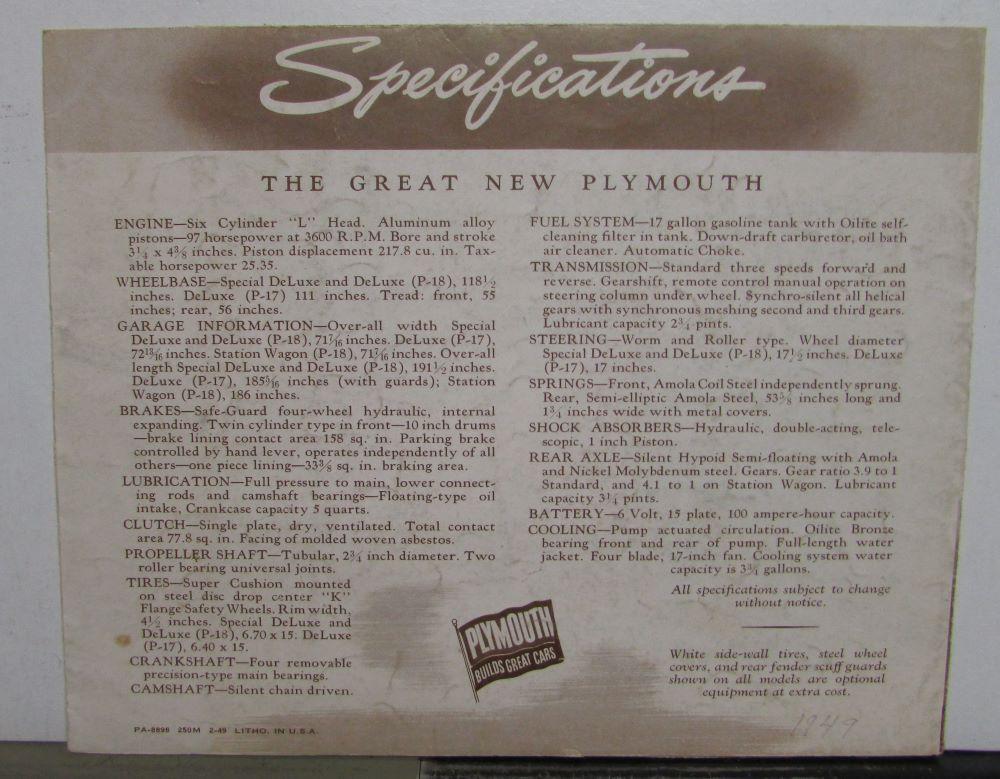 Specifications
THE GREAT NEW PLYMOUTH
ENGINE—Six Cylinder "L" Head. Aluminum alloy
pistons—97 horsepower at 3600 R.P.M. Bore and stroke
3¼ x 4⅜ inches. Piston displacement 217.8 cu. in. Tax-
able horsepower 25.35.
WHEELBASE—Special DeLuxe and DeLuxe (P-18), 118½
inches. DeLuxe (P-17) 111 inches. Tread: front, 55
inches; rear, 56 inches.
GARAGE INFORMATION—Over-all width Special
DeLuxe and DeLuxe (P-18), 71 7/16 inches. DeLuxe (P-17),
72 13/16 inches. Station Wagon (P-18), 71 7/16 inches. Over-all
length Special DeLuxe and DeLuxe (P-18), 191½ inches.
DeLuxe (P-17), 185 5/16 inches (with guards); Station
Wagon (P-18), 186 inches.
BRAKES—Safe-Guard four-wheel hydraulic, internal
expanding. Twin cylinder type in front—10 inch drums
—brake lining contact area 158 sq. in. Parking brake
controlled by hand lever, operates independently of all
others—one piece lining—33⅜ sq. in. braking area.
LUBRICATION—Full pressure to main, lower connect-
ing rods and camshaft bearings—Floating-type oil
intake, Crankcase capacity 5 quarts.
CLUTCH—Single plate, dry, ventilated. Total contact
area 77.8 sq. in. Facing of molded woven asbestos.
PROPELLER SHAFT—Tubular, 2¾ inch diameter. Two
roller bearing universal joints.
TIRES—Super Cushion mounted
on steel disc drop center "K"
Flange Safety Wheels. Rim width,
4½ inches. Special DeLuxe and
DeLuxe (P-18), 6.70 x 15. DeLuxe
(P-17), 6.40 x 15.
CRANKSHAFT—Four removable
precision-type main bearings.
CAMSHAFT—Silent chain driven.
FUEL SYSTEM—17 gallon gasoline tank with Oilite self-
cleaning filter in tank. Down-draft carburetor, oil bath
air cleaner. Automatic Choke.
TRANSMISSION—Standard three speeds forward and
reverse. Gearshift, remote control manual operation on
steering column under wheel. Synchro-silent all helical
gears with synchronous meshing second and third gears.
Lubricant capacity 2¾ pints.
STEERING—Worm and Roller type. Wheel diameter
Special DeLuxe and DeLuxe (P-18), 17½ inches. DeLuxe
(P-17), 17 inches.
SPRINGS—Front, Amola Coil Steel independently sprung.
Rear, Semi-elliptic Amola Steel, 53⅝ inches long and
1¾ inches wide with metal covers.
SHOCK ABSORBERS—Hydraulic, double-acting, tele-
scopic, 1 inch Piston.
REAR AXLE—Silent Hypoid Semi-floating with Amola
and Nickel Molybdenum steel. Gears. Gear ratio 3.9 to 1
Standard, and 4.1 to 1 on Station Wagon. Lubricant
capacity 3¼ pints.
BATTERY—6 Volt, 15 plate, 100 ampere-hour capacity.
COOLING—Pump actuated circulation. Oilite Bronze
bearing front and rear of pump. Full-length water
jacket. Four blade, 17-inch fan. Cooling system water
capacity is 3¾ gallons.
All specifications subject to change
without notice.
White side-wall tires, steel wheel
covers, and rear fender scuff guards
shown on all models are optional
equipment at extra cost.
PLYMOUTH
BUILDS GREAT CARS
PA-8898 250M 2-49 LITHO. IN U.S.A.
1949